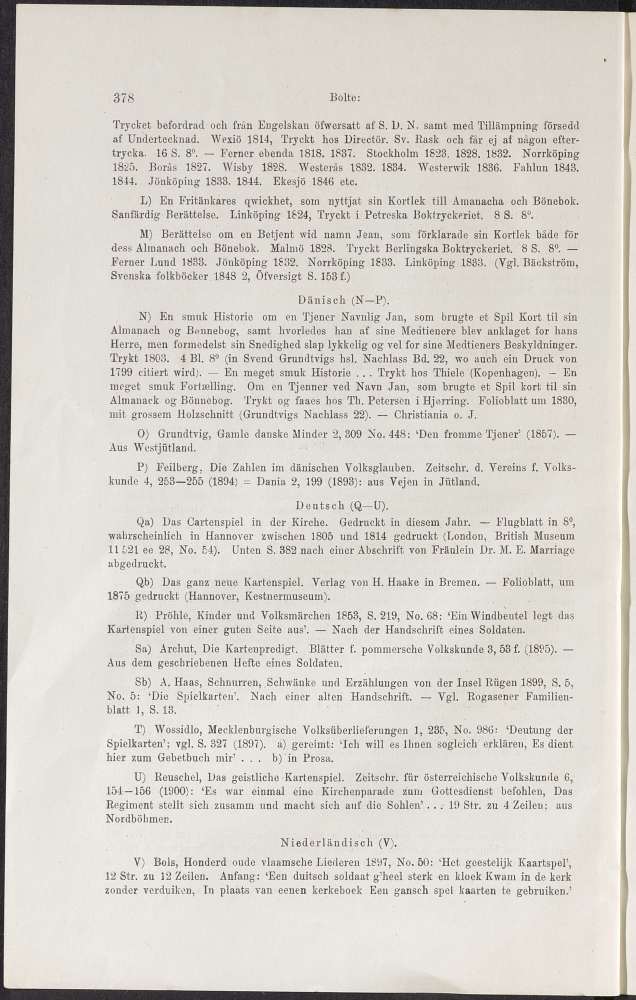 378 Bolte:
Trycket befordrad och från Engelskan öfwersatt af S. D. N. samt med Tillämpning försedd
af Undertecknad. Wexiö 1814, Tryckt hos Directör. Sv. Rask och får ej af någon efter-
trycka. 16 S. 8⁰. — Ferner ebenda 1818. 1837. Stockholm 1823. 1828. 1832. Norrköping
1825. Borås 1827. Wisby 1828. Westerås 1832. 1834. Westerwik 1836. Fahlun 1843.
1844. Jönköping 1833. 1844. Ekesjö 1846 etc.
L) En Fritänkares qwickhet, som nyttjat sin Kortlek till Amanacha och Bönebok.
Sanfärdig Berättelse. Linköping 1824, Tryckt i Petreska Boktryckeriet. 8 S. 8⁰.
M) Berättelse om en Betjent wid namn Jean, som förklarade sin Kortlek både för
dess Almanach och Bönebok. Malmö 1828. Tryckt Berlingska Boktryckeriet. 8 S. 8⁰. —
Ferner Lund 1833. Jönköping 1832. Norrköping 1833. Linköping 1833. (Vgl. Bäckström,
Svenska folkböcker 1848 2, Öfversigt S. 153 f.)
Dänisch (N—P).
N) En smuk Historie om en Tjener Navnlig Jan, som brugte et Spil Kort til sin
Almanach og Bønnebog, samt hvorledes han af sine Medtienere blev anklaget for hans
Herre, men formedelst sin Snedighed slap lykkelig og vel for sine Medtieners Beskyldninger.
Trykt 1803. 4 Bl. 8⁰ (in Svend Grundtvigs hsl. Nachlass Bd. 22, wo auch ein Druck von
1799 citiert wird). — En meget smuk Historie . . . Trykt hos Thiele (Kopenhagen). — En
meget smuk Fortælling. Om en Tjenner ved Navn Jan, som brugte et Spil kort til sin
Almanack og Bönnebog. Trykt og faaes hos Th. Petersen i Hjørring. Folioblatt um 1830,
mit grossem Holzschnitt (Grundtvigs Nachlass 22). — Christiania o. J.
O) Grundtvig, Gamle danske Minder 2, 309 No. 448: ‘Den fromme Tjener’ (1857). —
Aus Westjütland.
P) Feilberg, Die Zahlen im dänischen Volksglauben. Zeitschr. d. Vereins f. Volks-
kunde 4, 253—255 (1894) = Dania 2, 199 (1893): aus Vejen in Jütland.
Deutsch (Q—U).
Qa) Das Cartenspiel in der Kirche. Gedruckt in diesem Jahr. — Flugblatt in 8⁰,
wahrscheinlich in Hannover zwischen 1805 und 1814 gedruckt (London, British Museum
11521 ee 28, No. 54). Unten S. 382 nach einer Abschrift von Fräulein Dr. M. E. Marriage
abgedruckt.
Qb) Das ganz neue Kartenspiel. Verlag von H. Haake in Bremen. — Folioblatt, um
1875 gedruckt (Hannover, Kestnermuseum).
R) Pröhle, Kinder und Volksmärchen 1853, S. 219, No. 68: ‘Ein Windbeutel legt das
Kartenspiel von einer guten Seite aus’. — Nach der Handschrift eines Soldaten.
Sa) Archut, Die Kartenpredigt. Blätter f. pommersche Volkskunde 3, 53 f. (1895). —
Aus dem geschriebenen Hefte eines Soldaten.
Sb) A. Haas, Schnurren, Schwänke und Erzählungen von der Insel Rügen 1899, S. 5,
No. 5: ‘Die Spielkarten’. Nach einer alten Handschrift. — Vgl. Rogasener Familien-
blatt 1, S. 13.
T) Wossidlo, Mecklenburgische Volksüberlieferungen 1, 235, No. 986: ‘Deutung der
Spielkarten’; vgl. S. 327 (1897). a) gereimt: ‘Ich will es Ihnen sogleich erklären, Es dient
hier zum Gebetbuch mir’ . . . b) in Prosa.
U) Reuschel, Das geistliche Kartenspiel. Zeitschr. für österreichische Volkskunde 6,
154—156 (1900): ‘Es war einmal eine Kirchenparade zum Gottesdienst befohlen, Das
Regiment stellt sich zusamm und macht sich auf die Sohlen’ . . . 19 Str. zu 4 Zeilen; aus
Nordböhmen.
Niederländisch (V).
V) Bols, Honderd oude vlaamsche Liederen 1897, No. 50: ‘Het geestelijk Kaartspel’,
12 Str. zu 12 Zeilen. Anfang: ‘Een duitsch soldaat g’heel sterk en kloek Kwam in de kerk
zonder verduiken, In plaats van eenen kerkeboek Een gansch spel kaarten te gebruiken.’